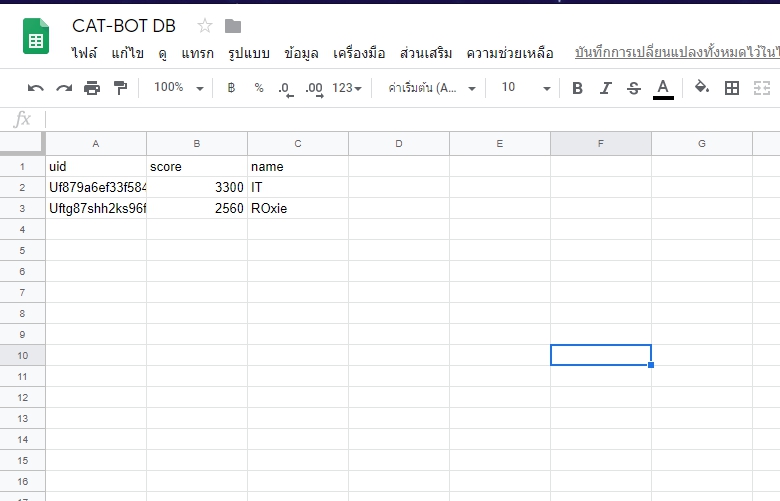 CAT-BOT DB
ไฟล์ แก้ไข ดู แทรก รูปแบบ ข้อมูล เครื่องมือ ส่วนเสริม ความช่วยเหลือ บันทึกการเปลี่ยนแปลงทั้งหมดไว้ใน
100% ฿ % .0 .00 123 ค่าเริ่มต้น (A... 10 B I S A
fx
A B C D E F G
1 uid score name
2 Uf879a6ef33f584 3300 IT
3 Uftg87shh2ks96f 2560 ROxie
4
5
6
7
8
9
10
11
12
13
14
15
16
17